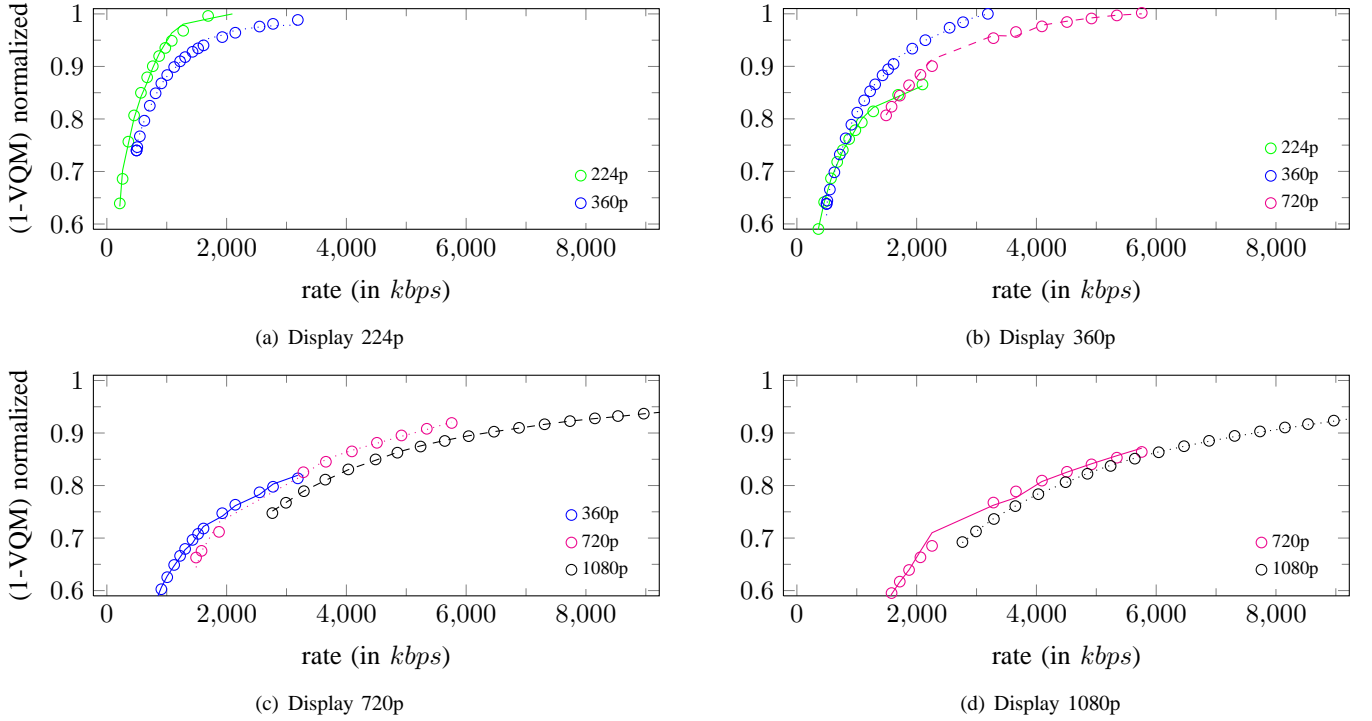 (1-VQM) normalized
1
0.9
0.8
0.7
0.6
0 2,000 4,000 6,000 8,000
224p
360p
rate (in kbps)
(a) Display 224p
1
0.9
0.8
0.7
0.6
0 2,000 4,000 6,000 8,000
224p
360p
720p
rate (in kbps)
(b) Display 360p
(1-VQM) normalized
1
0.9
0.8
0.7
0.6
0 2,000 4,000 6,000 8,000
360p
720p
1080p
rate (in kbps)
(c) Display 720p
1
0.9
0.8
0.7
0.6
0 2,000 4,000 6,000 8,000
720p
1080p
rate (in kbps)
(d) Display 1080p